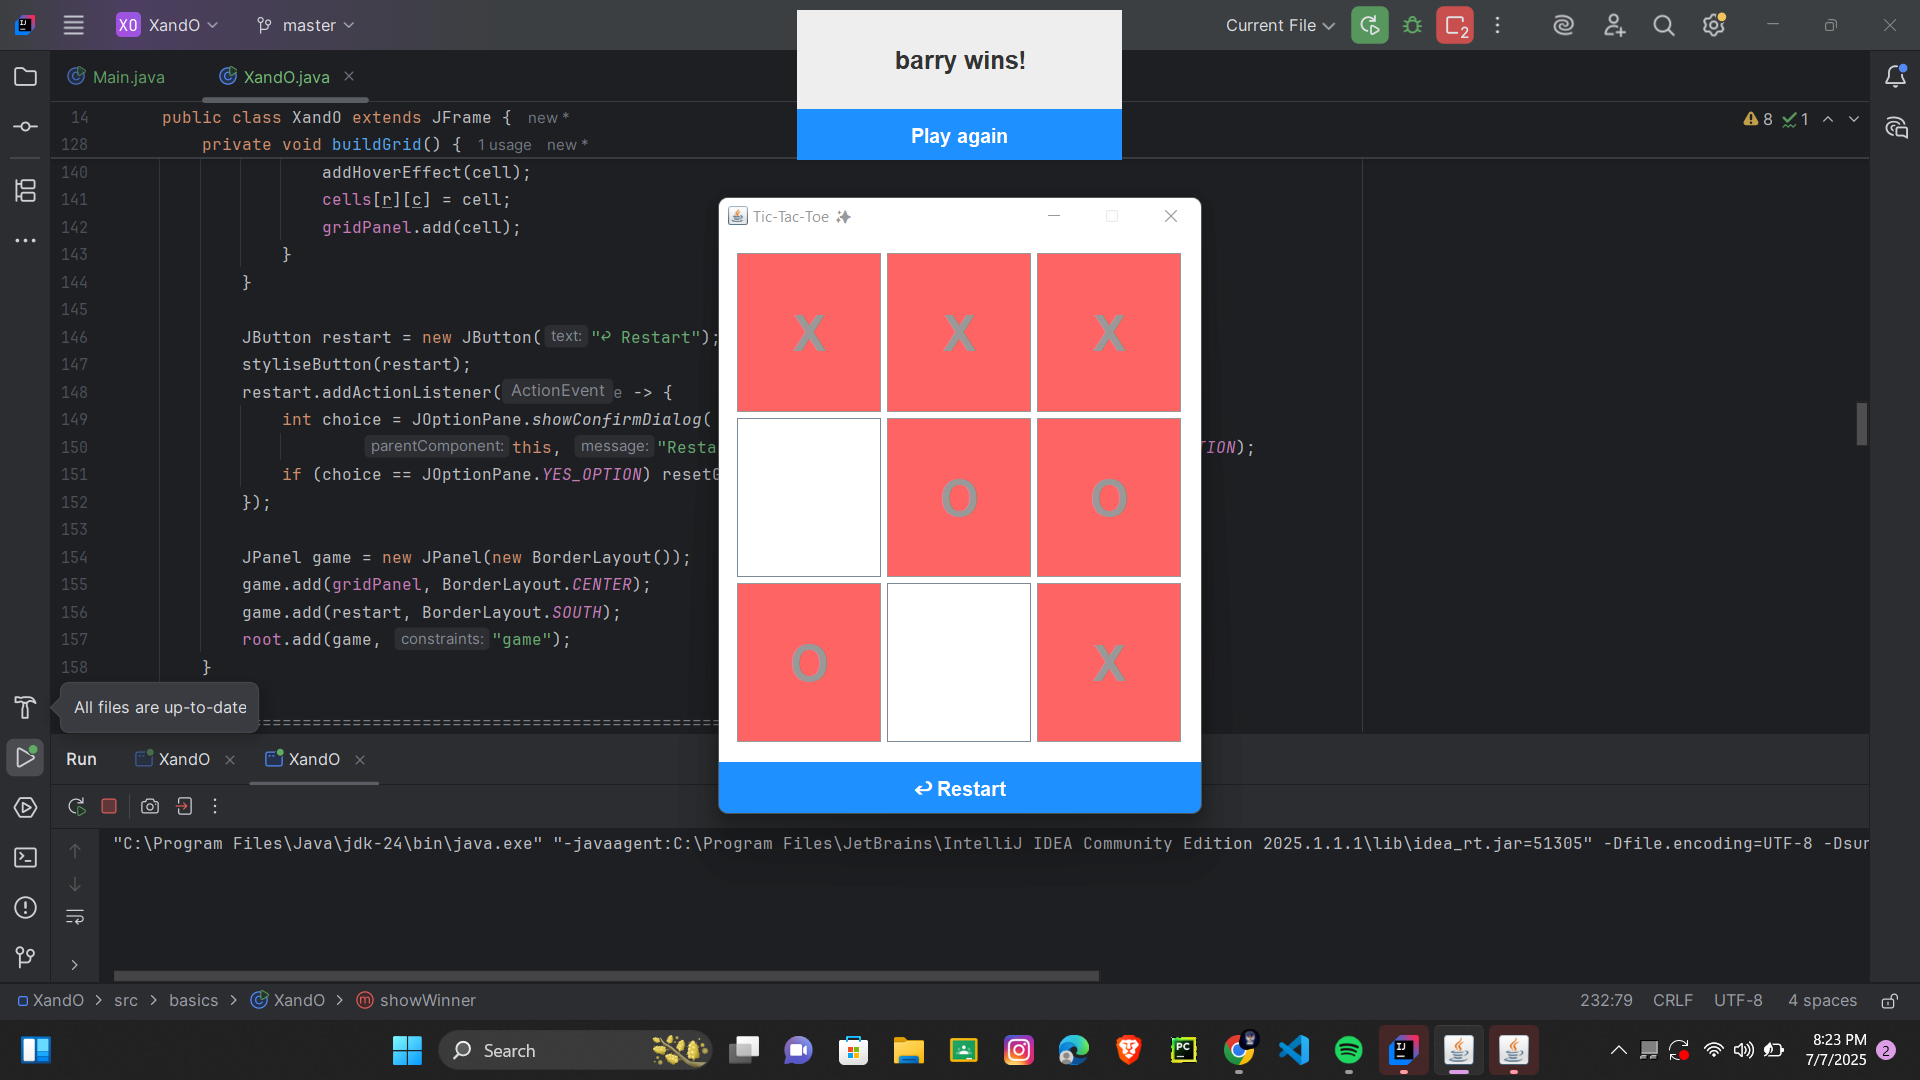 XO XandO master
Current File
2
barry wins!
Play again
Main.java
XandO.java
14 public class XandO extends JFrame { new *
8 1
128 private void buildGrid() { 1 usage new *
140 addHoverEffect(cell);
141 cells[r][c] = cell;
142 gridPanel.add(cell);
143 }
144 }
145
146 JButton restart = new JButton( text: "↩ Restart");
147 styliseButton(restart);
148 restart.addActionListener( ActionEvent e -> {
149 int choice = JOptionPane.showConfirmDialog(
150 parentComponent: this, message: "Resta
TION);
151 if (choice == JOptionPane.YES_OPTION) reset
152 });
153
154 JPanel game = new JPanel(new BorderLayout());
155 game.add(gridPanel, BorderLayout.CENTER);
156 game.add(restart, BorderLayout.SOUTH);
157 root.add(game, constraints: "game");
158 }
All files are up-to-date
Tic-Tac-Toe ✨
X X X
O O
O X
↩ Restart
Run XandO XandO
"C:\Program Files\Java\jdk-24\bin\java.exe" "-javaagent:C:\Program Files\JetBrains\IntelliJ IDEA Community Edition 2025.1.1.1\lib\idea_rt.jar=51305" -Dfile.encoding=UTF-8 -Dsur
XandO > src > basics > XandO > showWinner
232:79 CRLF UTF-8 4 spaces
Search
8:23 PM
7/7/2025
2